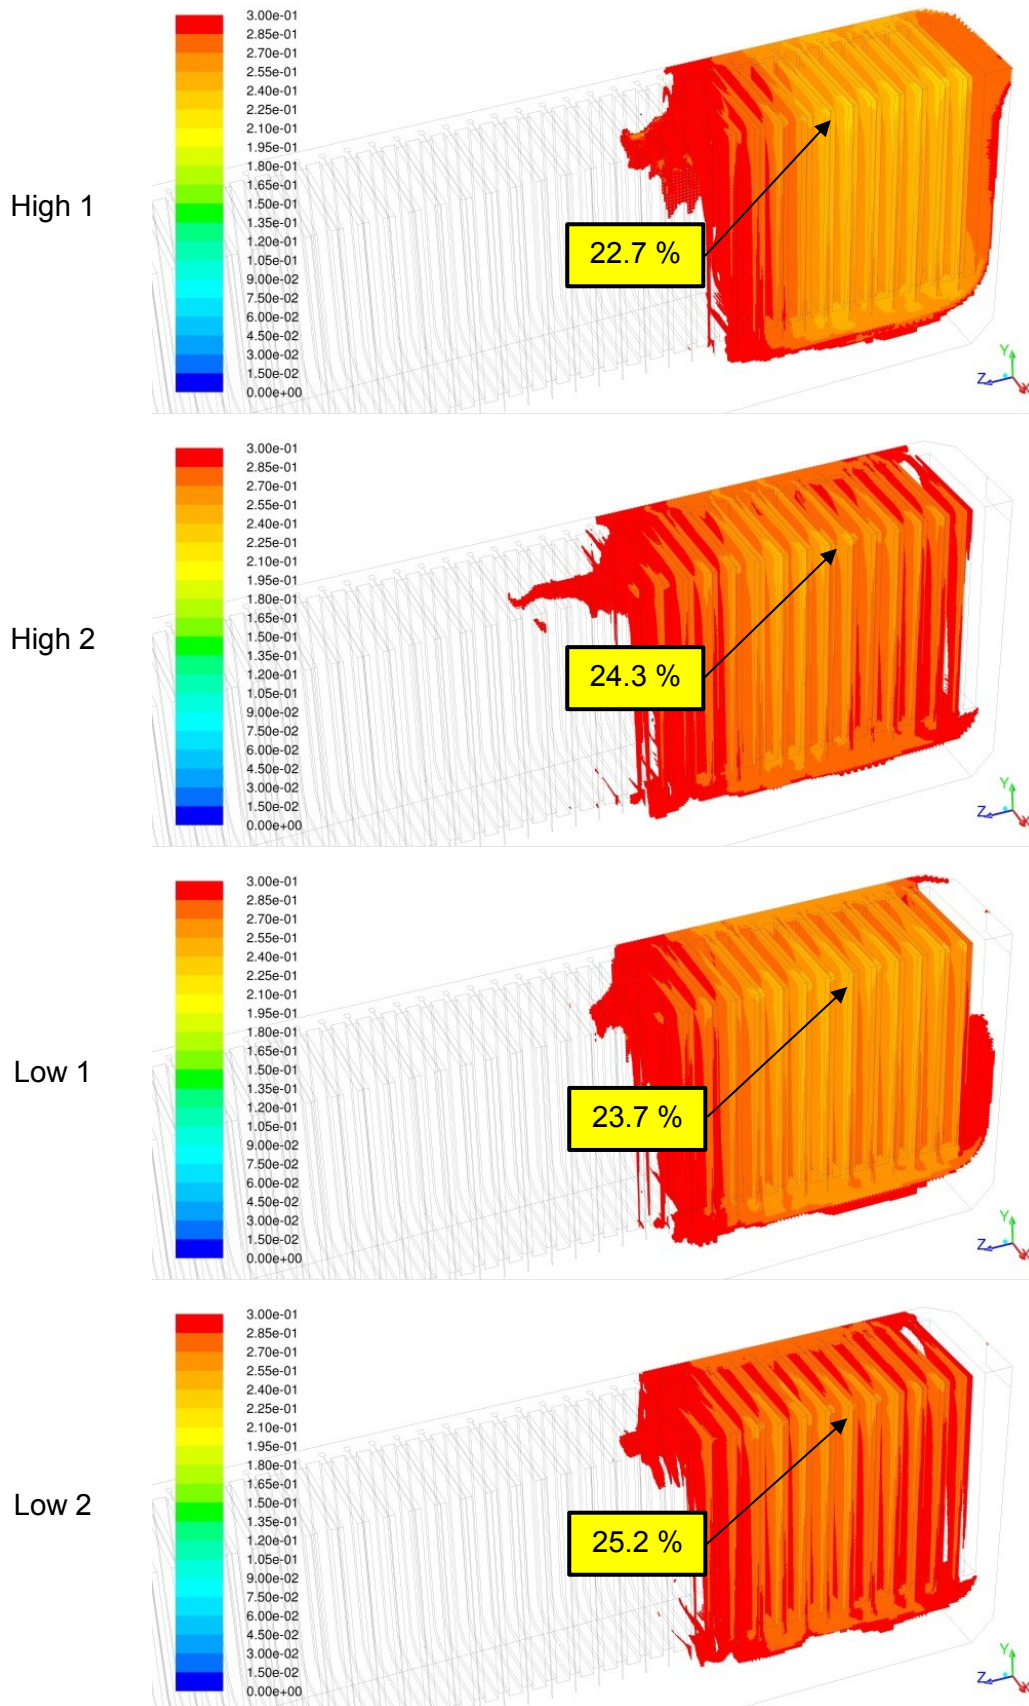 3.00e-01
2.85e-01
2.70e-01
2.55e-01
2.40e-01
2.25e-01
2.10e-01
1.95e-01
1.80e-01
1.65e-01
1.50e-01
1.35e-01
1.20e-01
1.05e-01
9.00e-02
7.50e-02
6.00e-02
4.50e-02
3.00e-02
1.50e-02
0.00e+00
High 1
22.7 %
Y
Z
X
3.00e-01
2.85e-01
2.70e-01
2.55e-01
2.40e-01
2.25e-01
2.10e-01
1.95e-01
1.80e-01
1.65e-01
1.50e-01
1.35e-01
1.20e-01
1.05e-01
9.00e-02
7.50e-02
6.00e-02
4.50e-02
3.00e-02
1.50e-02
0.00e+00
High 2
24.3 %
Y
Z
X
3.00e-01
2.85e-01
2.70e-01
2.55e-01
2.40e-01
2.25e-01
2.10e-01
1.95e-01
1.80e-01
1.65e-01
1.50e-01
1.35e-01
1.20e-01
1.05e-01
9.00e-02
7.50e-02
6.00e-02
4.50e-02
3.00e-02
1.50e-02
0.00e+00
Low 1
23.7 %
Y
Z
X
3.00e-01
2.85e-01
2.70e-01
2.55e-01
2.40e-01
2.25e-01
2.10e-01
1.95e-01
1.80e-01
1.65e-01
1.50e-01
1.35e-01
1.20e-01
1.05e-01
9.00e-02
7.50e-02
6.00e-02
4.50e-02
3.00e-02
1.50e-02
0.00e+00
Low 2
25.2 %
Y
Z
X